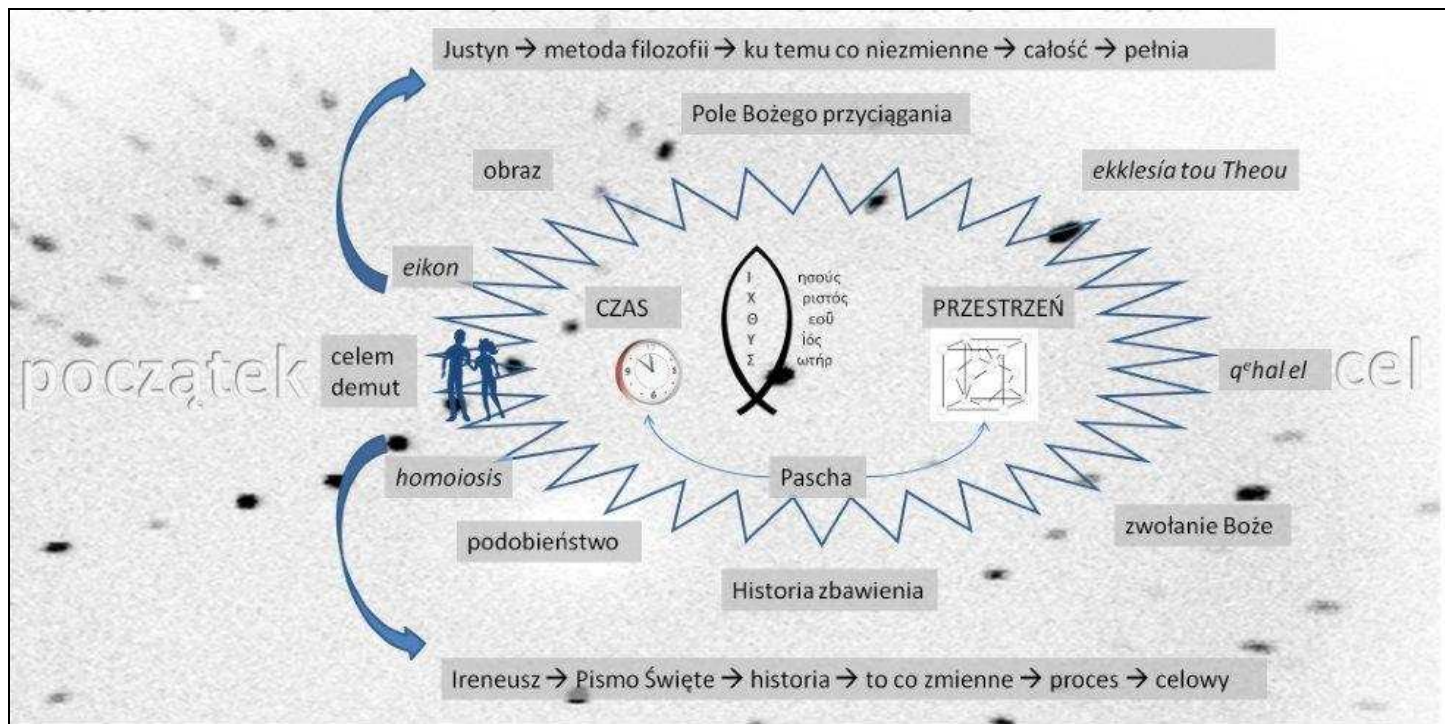 Justyn → metoda filozofii → ku temu co niezmienne → całość → pełnia
Pole Bożego przyciągania
obraz
ekklesía tou Theou
eikon
CZAS
Ι ησούς
Χ ριστός
Θ εοῦ
Υ ἱός
Σ ωτήρ
PRZESTRZEŃ
początek
celem
demut
qᵉhal el
cel
homoiosis
Pascha
podobieństwo
zwołanie Boże
Historia zbawienia
Ireneusz → Pismo Święte → historia → to co zmienne → proces → celowy